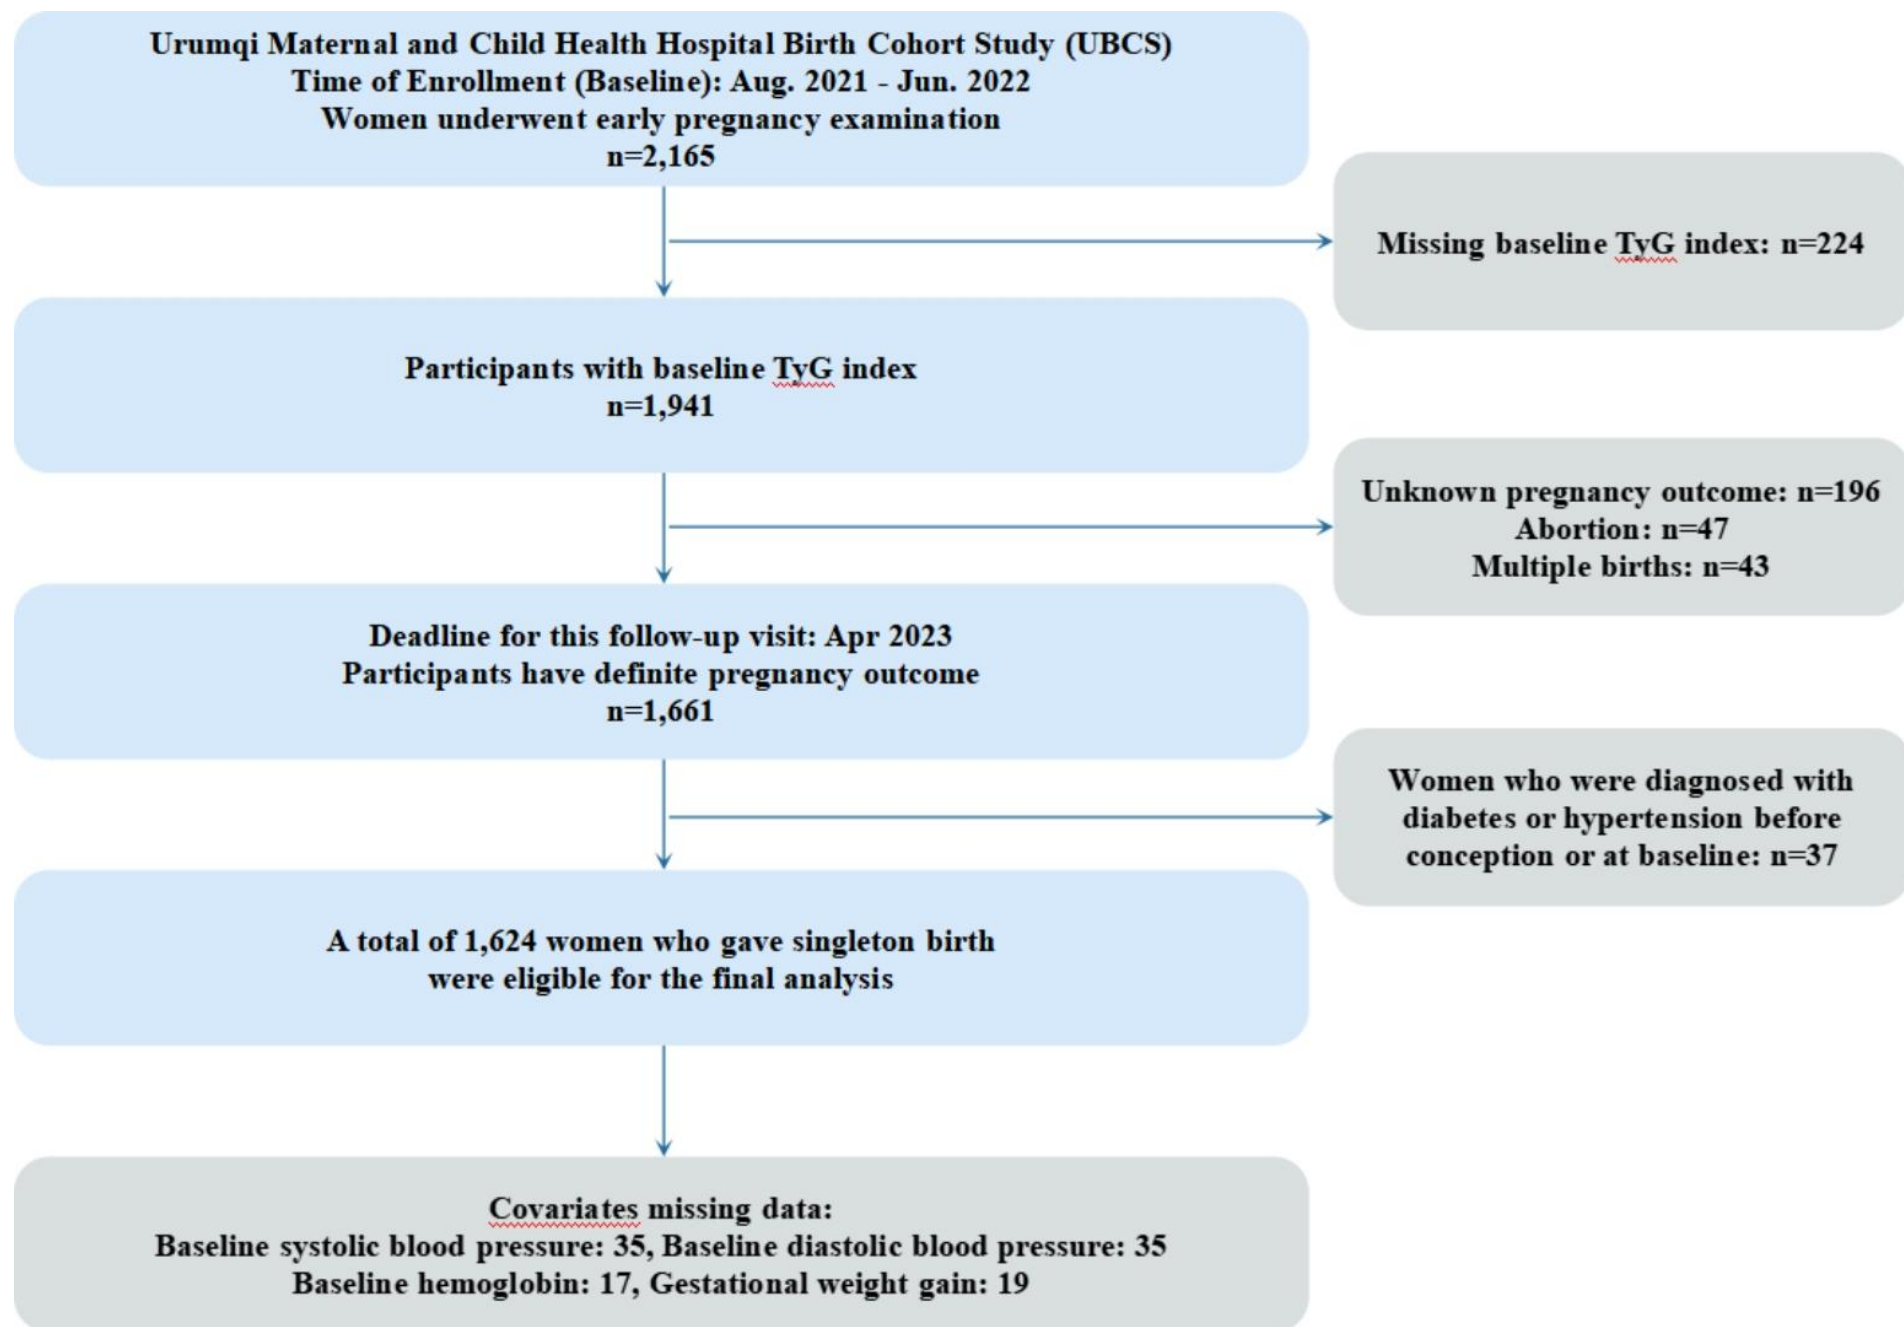 Urumqi Maternal and Child Health Hospital Birth Cohort Study (UBCS)
Time of Enrollment (Baseline): Aug. 2021 - Jun. 2022
Women underwent early pregnancy examination
n=2,165
Missing baseline TyG index: n=224
Participants with baseline TyG index
n=1,941
Unknown pregnancy outcome: n=196
Abortion: n=47
Multiple births: n=43
Deadline for this follow-up visit: Apr 2023
Participants have definite pregnancy outcome
n=1,661
Women who were diagnosed with
diabetes or hypertension before
conception or at baseline: n=37
A total of 1,624 women who gave singleton birth
were eligible for the final analysis
Covariates missing data:
Baseline systolic blood pressure: 35, Baseline diastolic blood pressure: 35
Baseline hemoglobin: 17, Gestational weight gain: 19